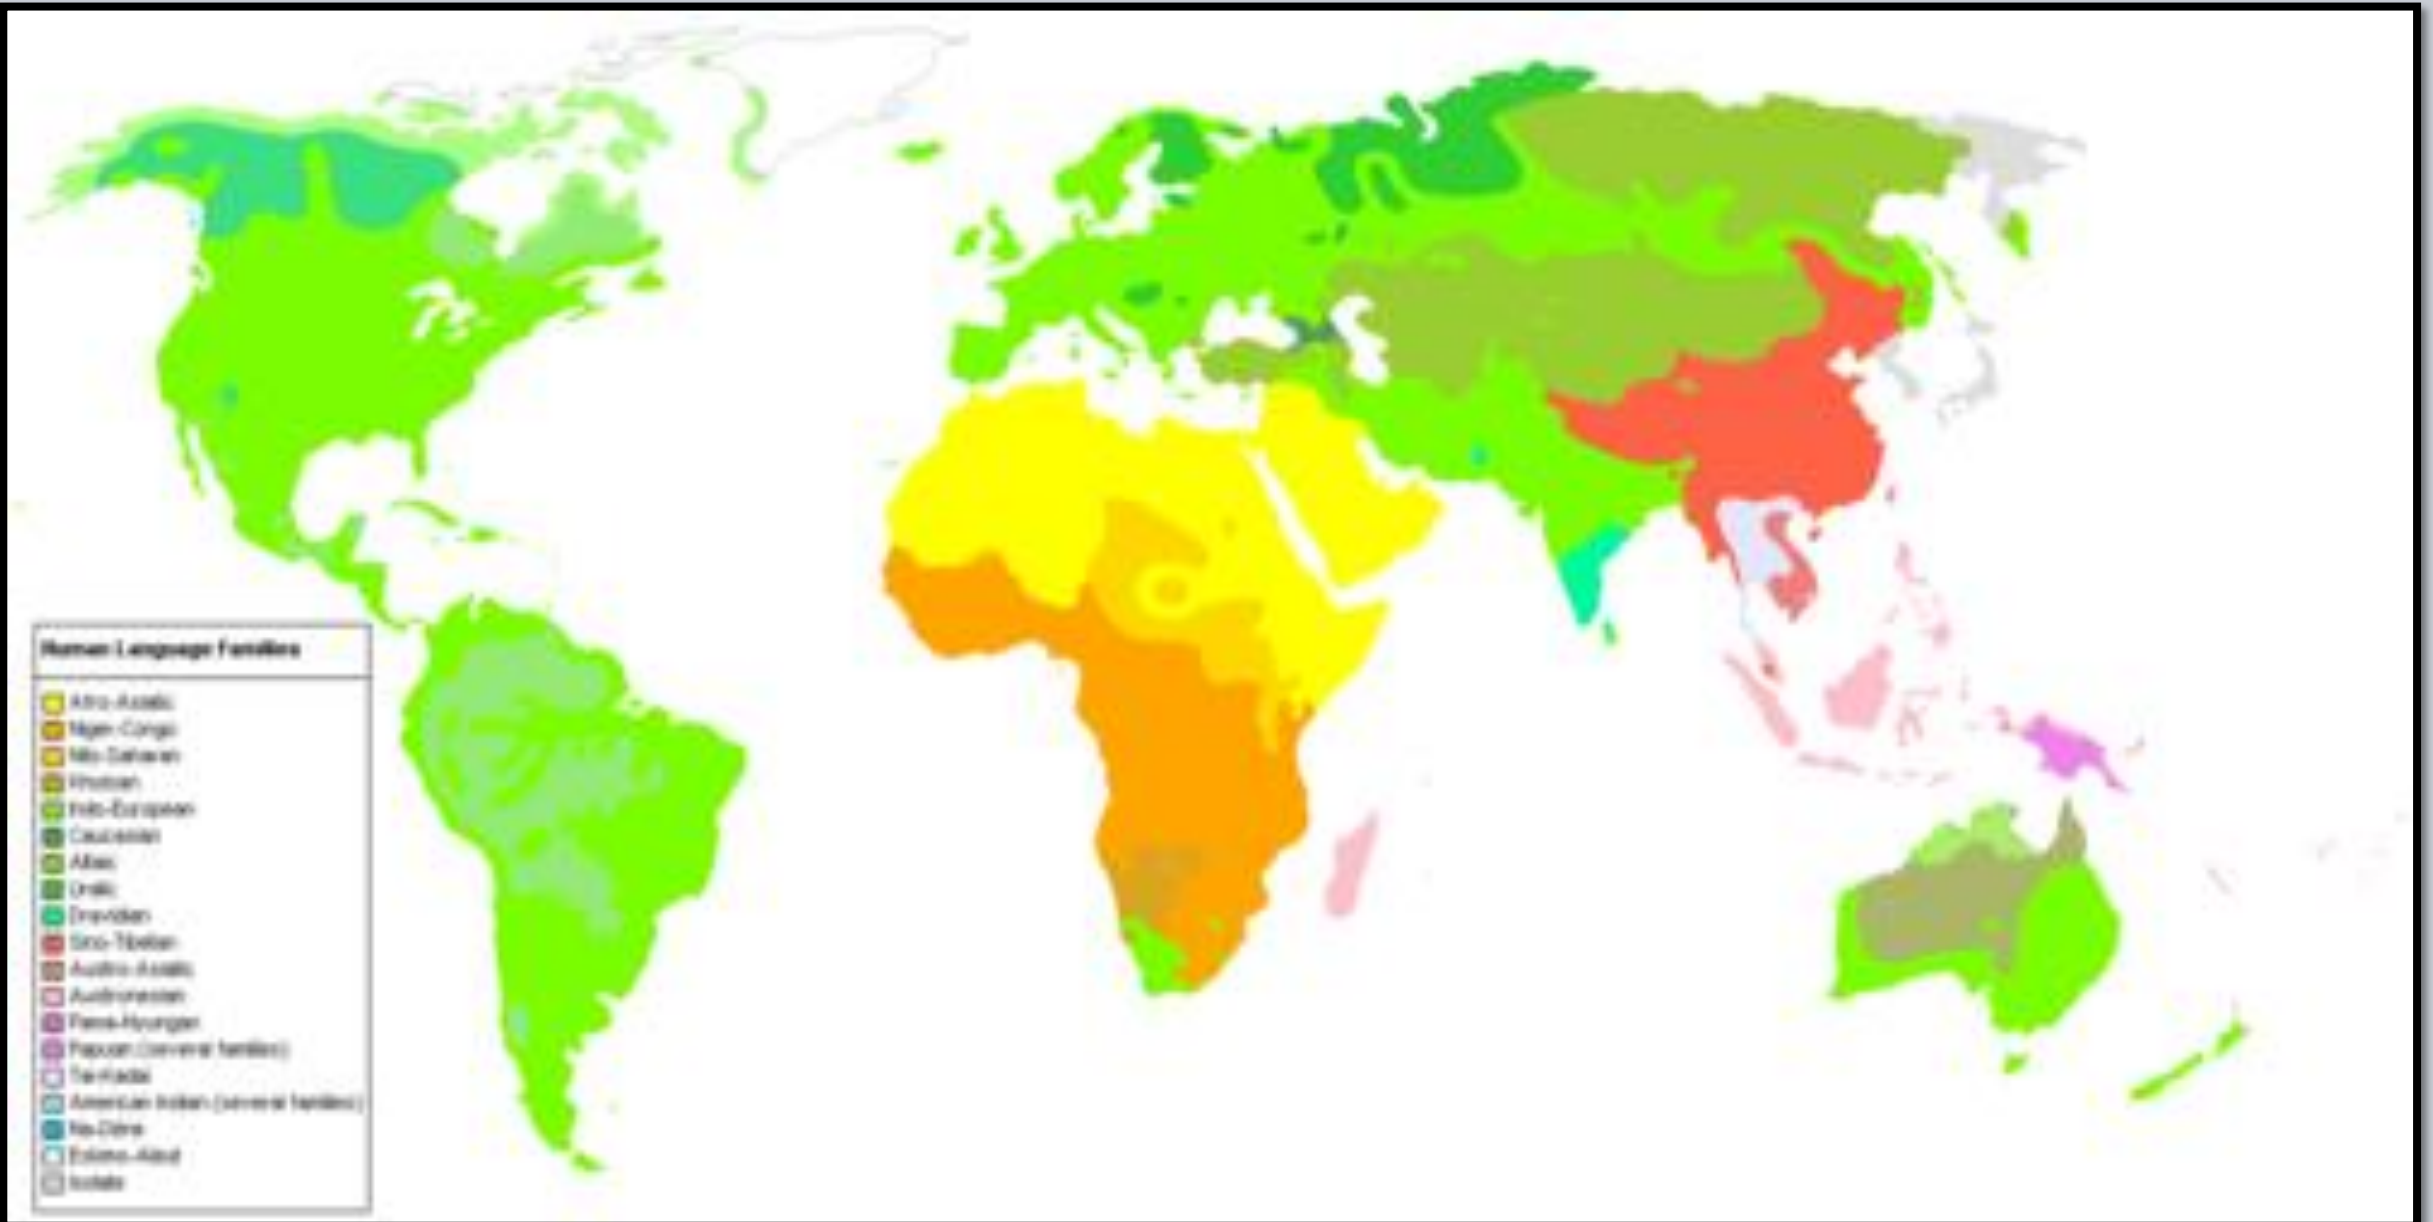 Human Language Families
Afro-Asiatic
Niger-Congo
Nilo-Saharan
Khoisan
Indo-European
Caucasian
Altaic
Uralic
Dravidian
Sino-Tibetan
Austro-Asiatic
Austronesian
Pama-Nyungan
Papuan (several families)
Tai-Kadai
American Indian (several families)
Na-Dene
Eskimo-Aleut
Isolate